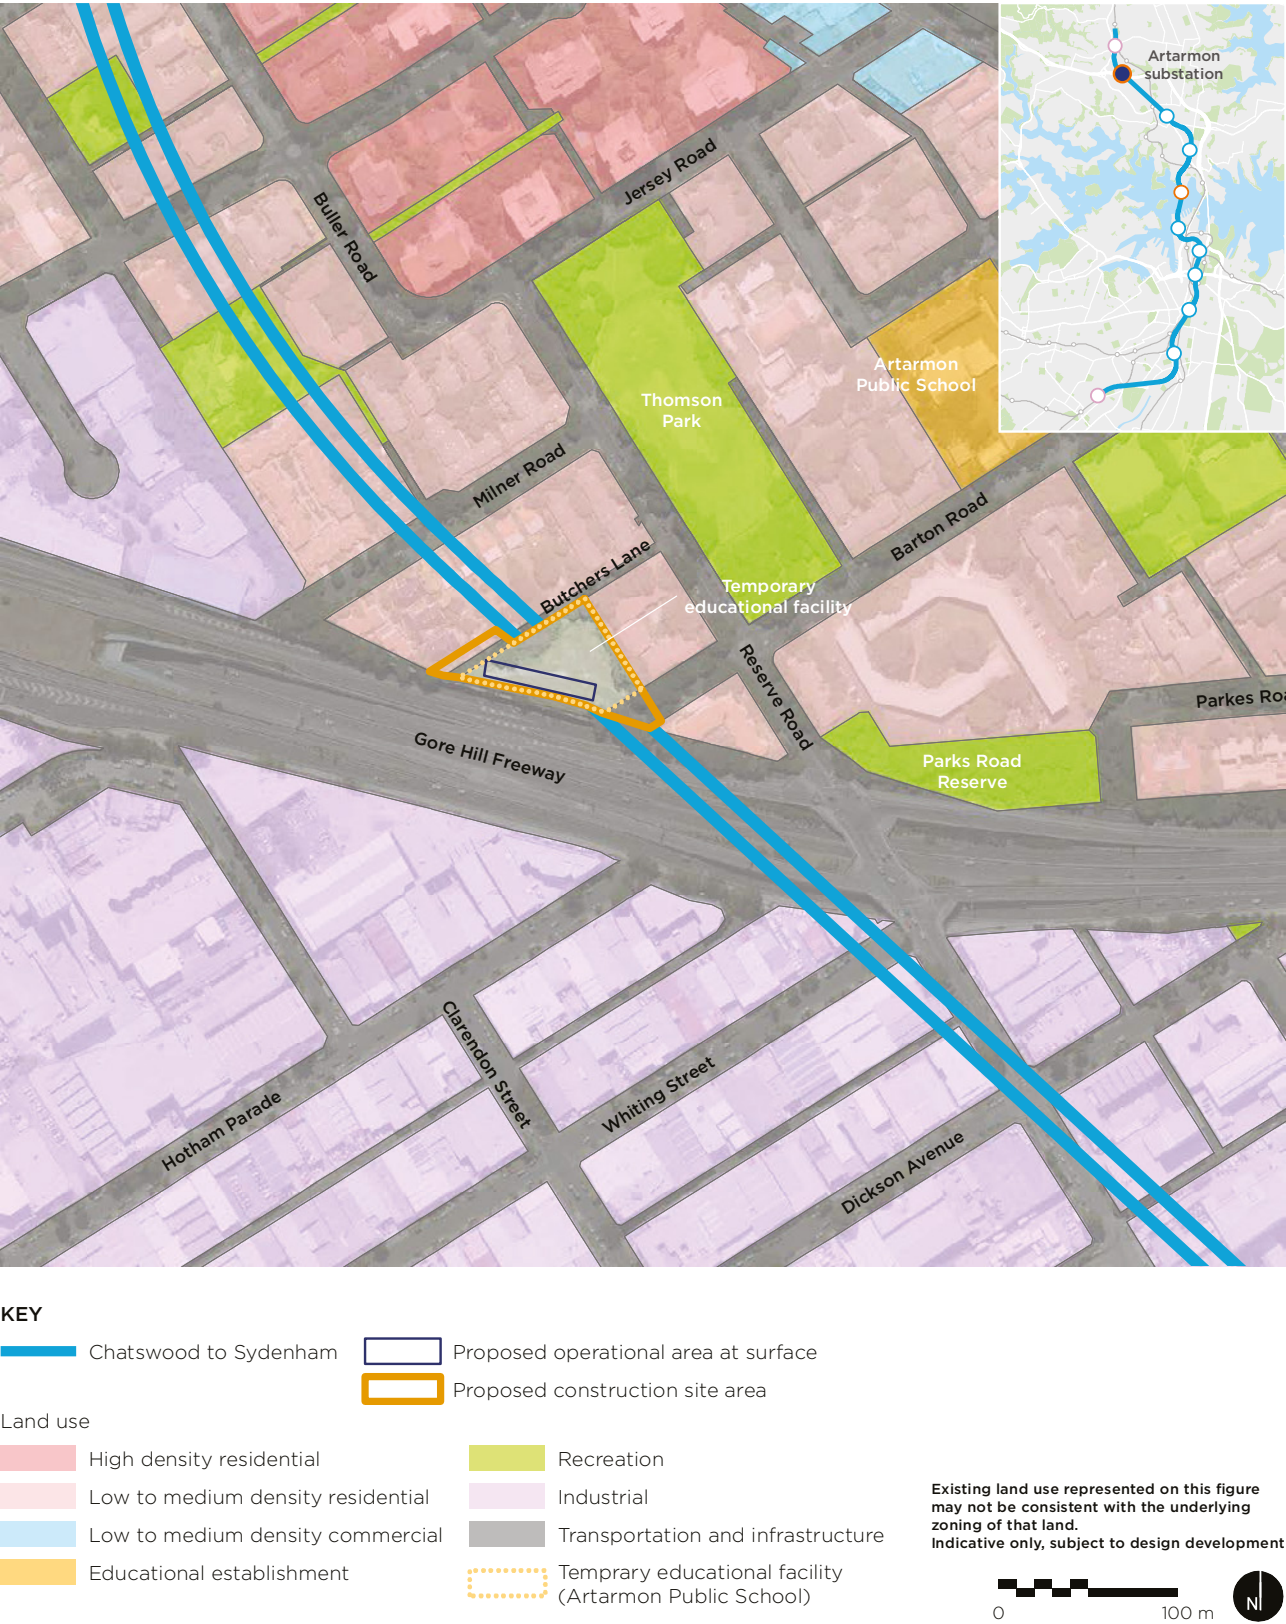 Artarmon
substation
Jersey Road
Buller Road
Artarmon
Public School
Thomson
Park
Milner Road
Barton Road
Butchers Lane
Temporary
educational facility
Reserve Road
Parkes Roa
Gore Hill Freeway
Parks Road
Reserve
Clarendon Street
Whiting Street
Hotham Parade
Dickson Avenue
KEY
Chatswood to Sydenham
Proposed operational area at surface
Proposed construction site area
Land use
High density residential
Low to medium density residential
Low to medium density commercial
Educational establishment
Recreation
Industrial
Transportation and infrastructure
Temprary educational facility
(Artarmon Public School)
Existing land use represented on this figure
may not be consistent with the underlying
zoning of that land.
Indicative only, subject to design development
0 100 m
N